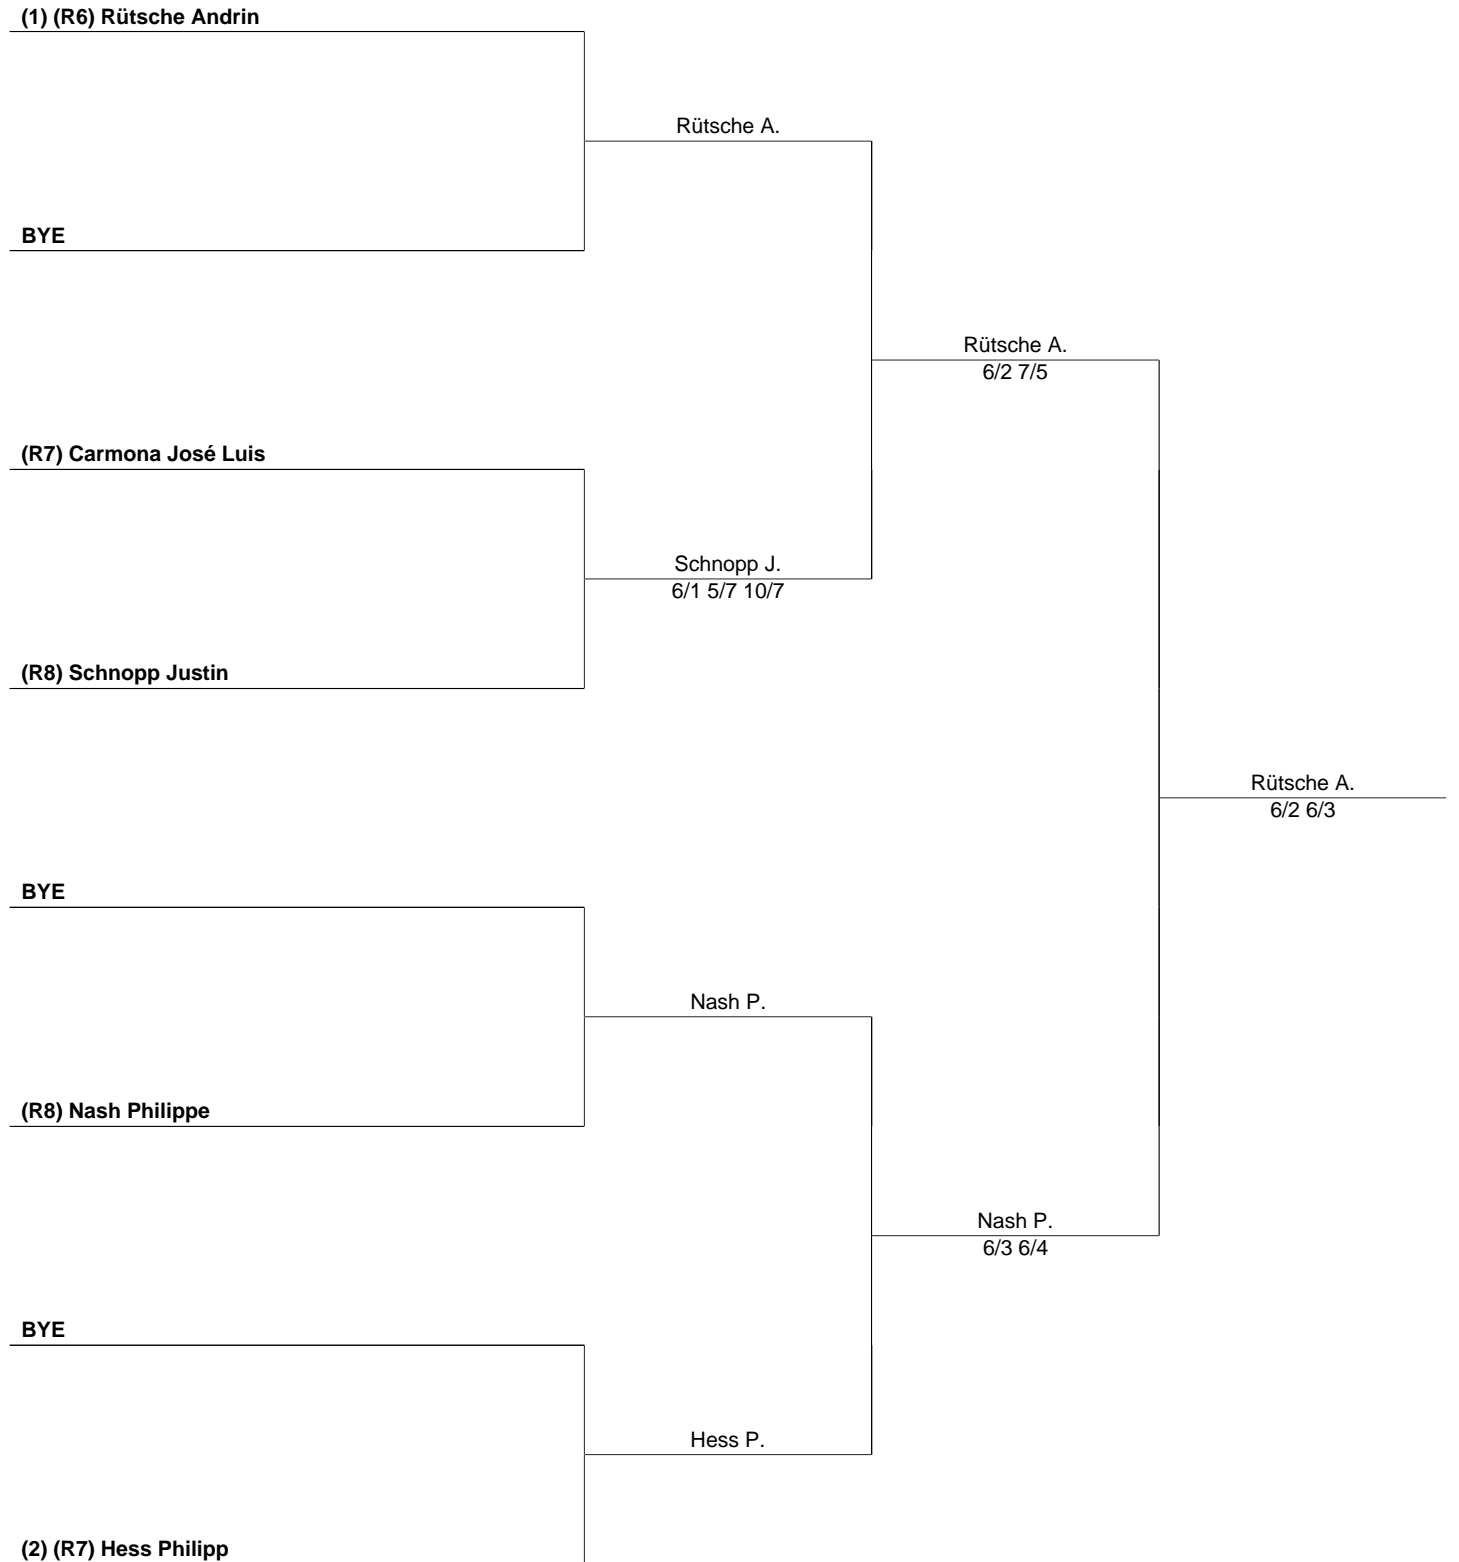 (1) (R6) Rütsche Andrin
Rütsche A.
BYE
Rütsche A.
6/2 7/5
(R7) Carmona José Luis
Schnopp J.
6/1 5/7 10/7
(R8) Schnopp Justin
Rütsche A.
6/2 6/3
BYE
Nash P.
(R8) Nash Philippe
Nash P.
6/3 6/4
BYE
Hess P.
(2) (R7) Hess Philipp